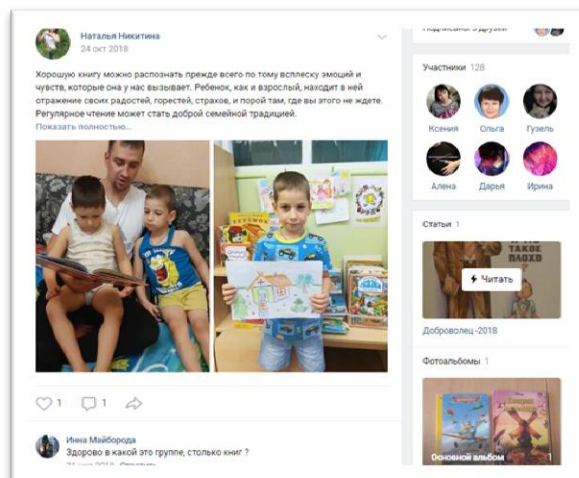 Наталья Никитина
24 окт 2018
Хорошую книгу можно распознать прежде всего по тому всплеску эмоций и
чувств, которые она у нас вызывает. Ребенок, как и взрослый, находит в ней
отражение своих радостей, горестей, страхов, и порой там, где вы этого не ждете.
Регулярное чтение может стать доброй семейной традицией.
Показать полностью...
1 1
Инна Майборода
Здорово в какой это группе, столько книг ?
Участники 128
Ксения Ольга Гузель
Алена Дарья Ирина
Статьи 1
ТАКОЕ
ПЛОХО
Читать
Доброволец -2018
Фотоальбомы 1
Основной альбом 1